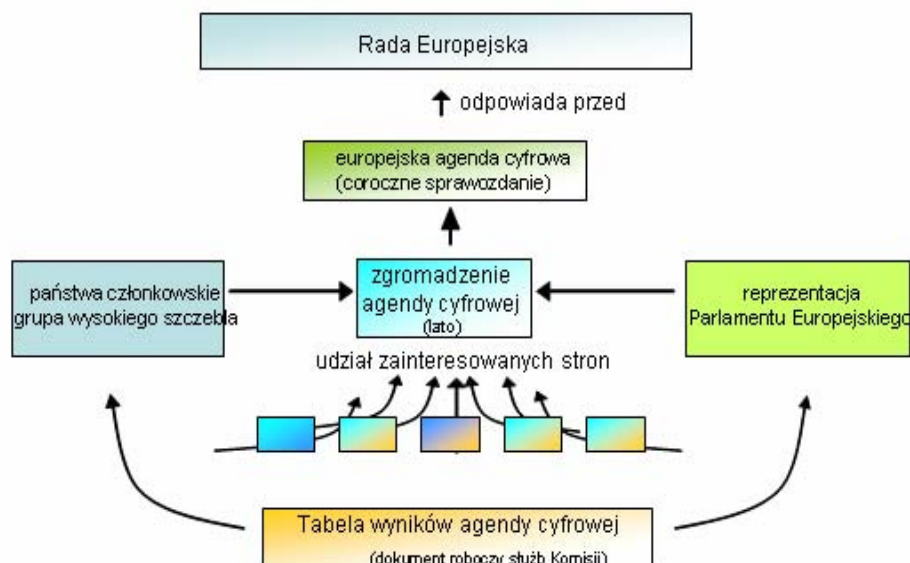 Rada Europejska
odpowiada przed
europejska agenda cyfrowa
(coroczne sprawozdanie)
państwa członkowskie
grupa wysokiego szczebla
zgromadzenie
agendy cyfrowej
(lato)
reprezentacja
Parlamentu Europejskiego
udział zainteresowanych stron
Tabela wyników agendy cyfrowej
(dokument roboczy służb Komisji)